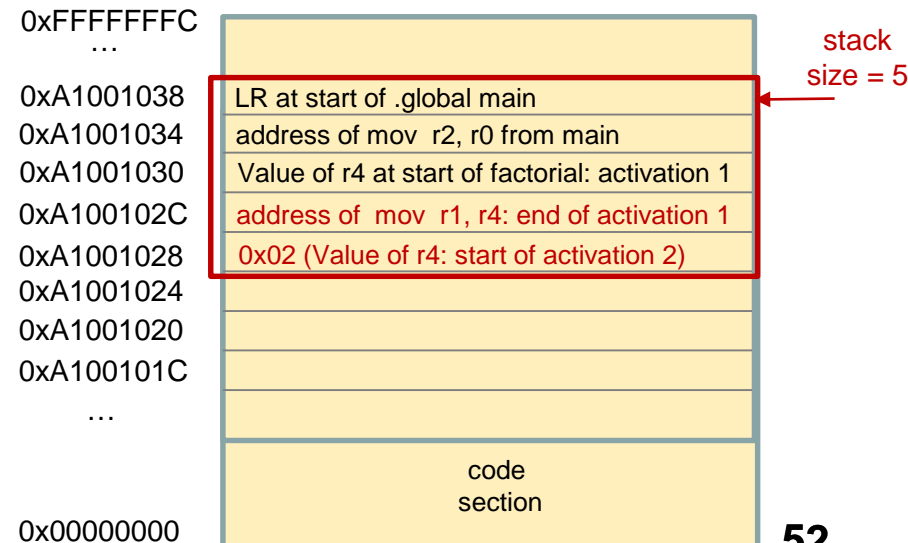 0xFFFFFFFC
…
stack
size = 5
0xA1001038 LR at start of .global main
0xA1001034 address of mov r2, r0 from main
0xA1001030 Value of r4 at start of factorial: activation 1
0xA100102C address of mov r1, r4: end of activation 1
0xA1001028 0x02 (Value of r4: start of activation 2)
0xA1001024
0xA1001020
0xA100101C
…
code
section
0x00000000
52